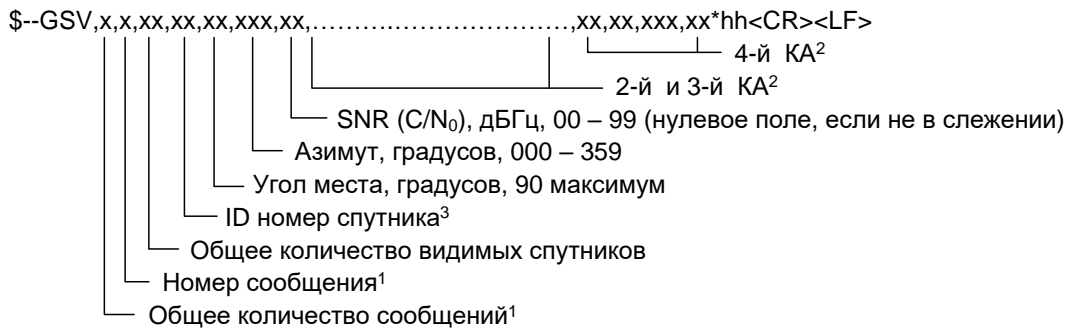 $--GSV,x,x,xx,xx,xx,xxx,xx,……….…………………………,xx,xx,xxx,xx*hh<CR><LF>
4-й КА²
2-й и 3-й КА²
SNR (C/N₀), дБГц, 00 – 99 (нулевое поле, если не в слежении)
Азимут, градусов, 000 – 359
Угол места, градусов, 90 максимум
ID номер спутника³
Общее количество видимых спутников
Номер сообщения¹
Общее количество сообщений¹